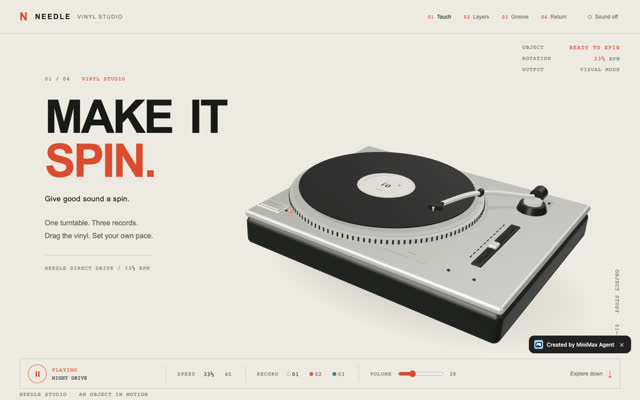 N NEEDLE VINYL STUDIO
01 Touch 02 Layers 03 Groove 04 Return Sound off
OBJECT READY TO SPIN
ROTATION 33⅓ RPM
OUTPUT VISUAL MODE
01 / 04 VINYL STUDIO
MAKE IT
SPIN.
Give good sound a spin.
One turntable. Three records.
Drag the vinyl. Set your own pace.
NEEDLE DIRECT DRIVE / 33⅓ RPM
OBJECT STUDY
Created by MiniMax Agent ×
PLAYING
NIGHT DRIVE
SPEED 33⅓ 45 RECORD 01 02 03 VOLUME 28 Explore down ↓
NEEDLE STUDIO AN OBJECT IN MOTION